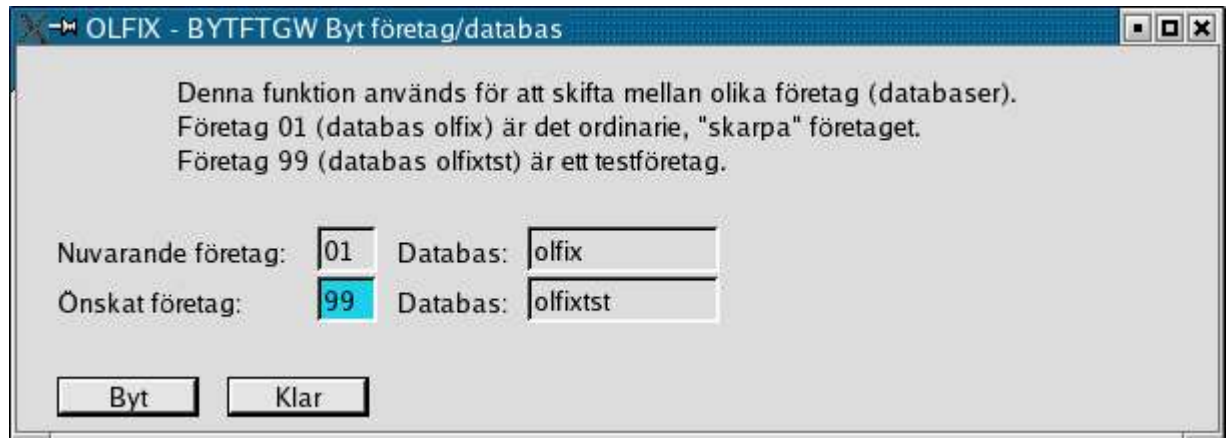 OLFIX - BYTFTGW Byt företag/databas
Denna funktion används för att skifta mellan olika företag (databaser).
Företag 01 (databas olfix) är det ordinarie, "skarpa" företaget.
Företag 99 (databas olfixtst) är ett testföretag.
Nuvarande företag: 01 Databas: olfix
Önskat företag: 99 Databas: olfixtst
Byt Klar